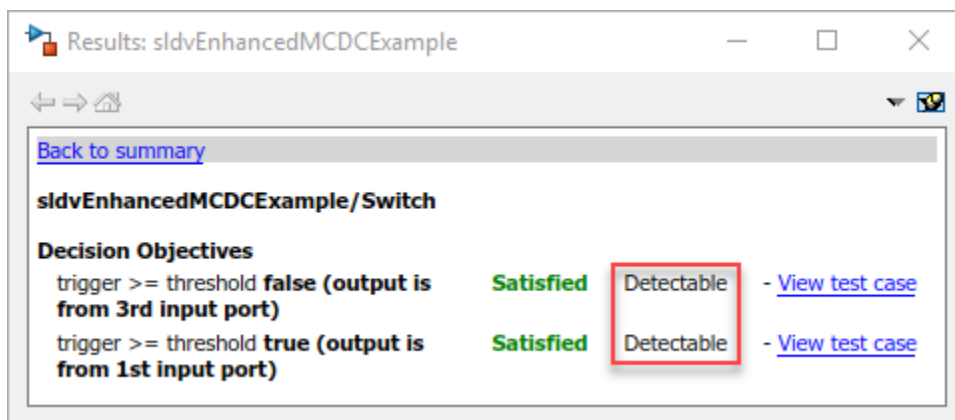 Results: sldvEnhancedMCDCExample
Back to summary
sldvEnhancedMCDCExample/Switch
Decision Objectives
trigger >= threshold false (output is Satisfied Detectable - View test case
from 3rd input port)
trigger >= threshold true (output is Satisfied Detectable - View test case
from 1st input port)